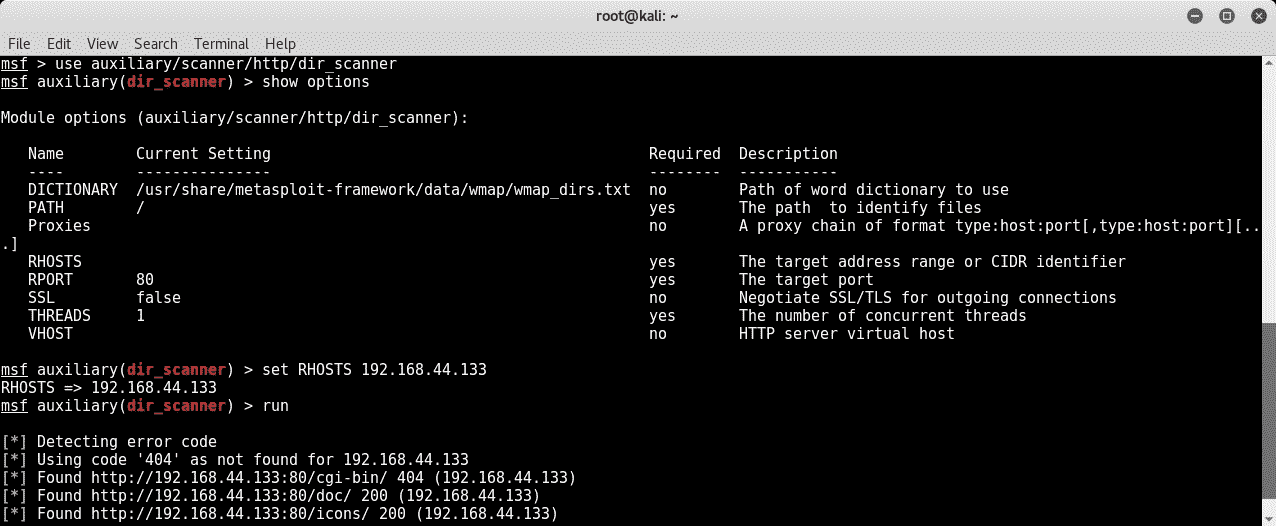 root@kali: ~
File Edit View Search Terminal Help
msf > use auxiliary/scanner/http/dir_scanner
msf auxiliary(dir_scanner) > show options
Module options (auxiliary/scanner/http/dir_scanner):
Name Current Setting Required Description
---- --------------- -------- -----------
DICTIONARY /usr/share/metasploit-framework/data/wmap/wmap_dirs.txt no Path of word dictionary to use
PATH / yes The path  to identify files
Proxies no A proxy chain of format type:host:port[,type:host:port][..
.]
RHOSTS yes The target address range or CIDR identifier
RPORT 80 yes The target port
SSL false no Negotiate SSL/TLS for outgoing connections
THREADS 1 yes The number of concurrent threads
VHOST no HTTP server virtual host
msf auxiliary(dir_scanner) > set RHOSTS 192.168.44.133
RHOSTS => 192.168.44.133
msf auxiliary(dir_scanner) > run
[*] Detecting error code
[*] Using code '404' as not found for 192.168.44.133
[*] Found http://192.168.44.133:80/cgi-bin/ 404 (192.168.44.133)
[*] Found http://192.168.44.133:80/doc/ 200 (192.168.44.133)
[*] Found http://192.168.44.133:80/icons/ 200 (192.168.44.133)